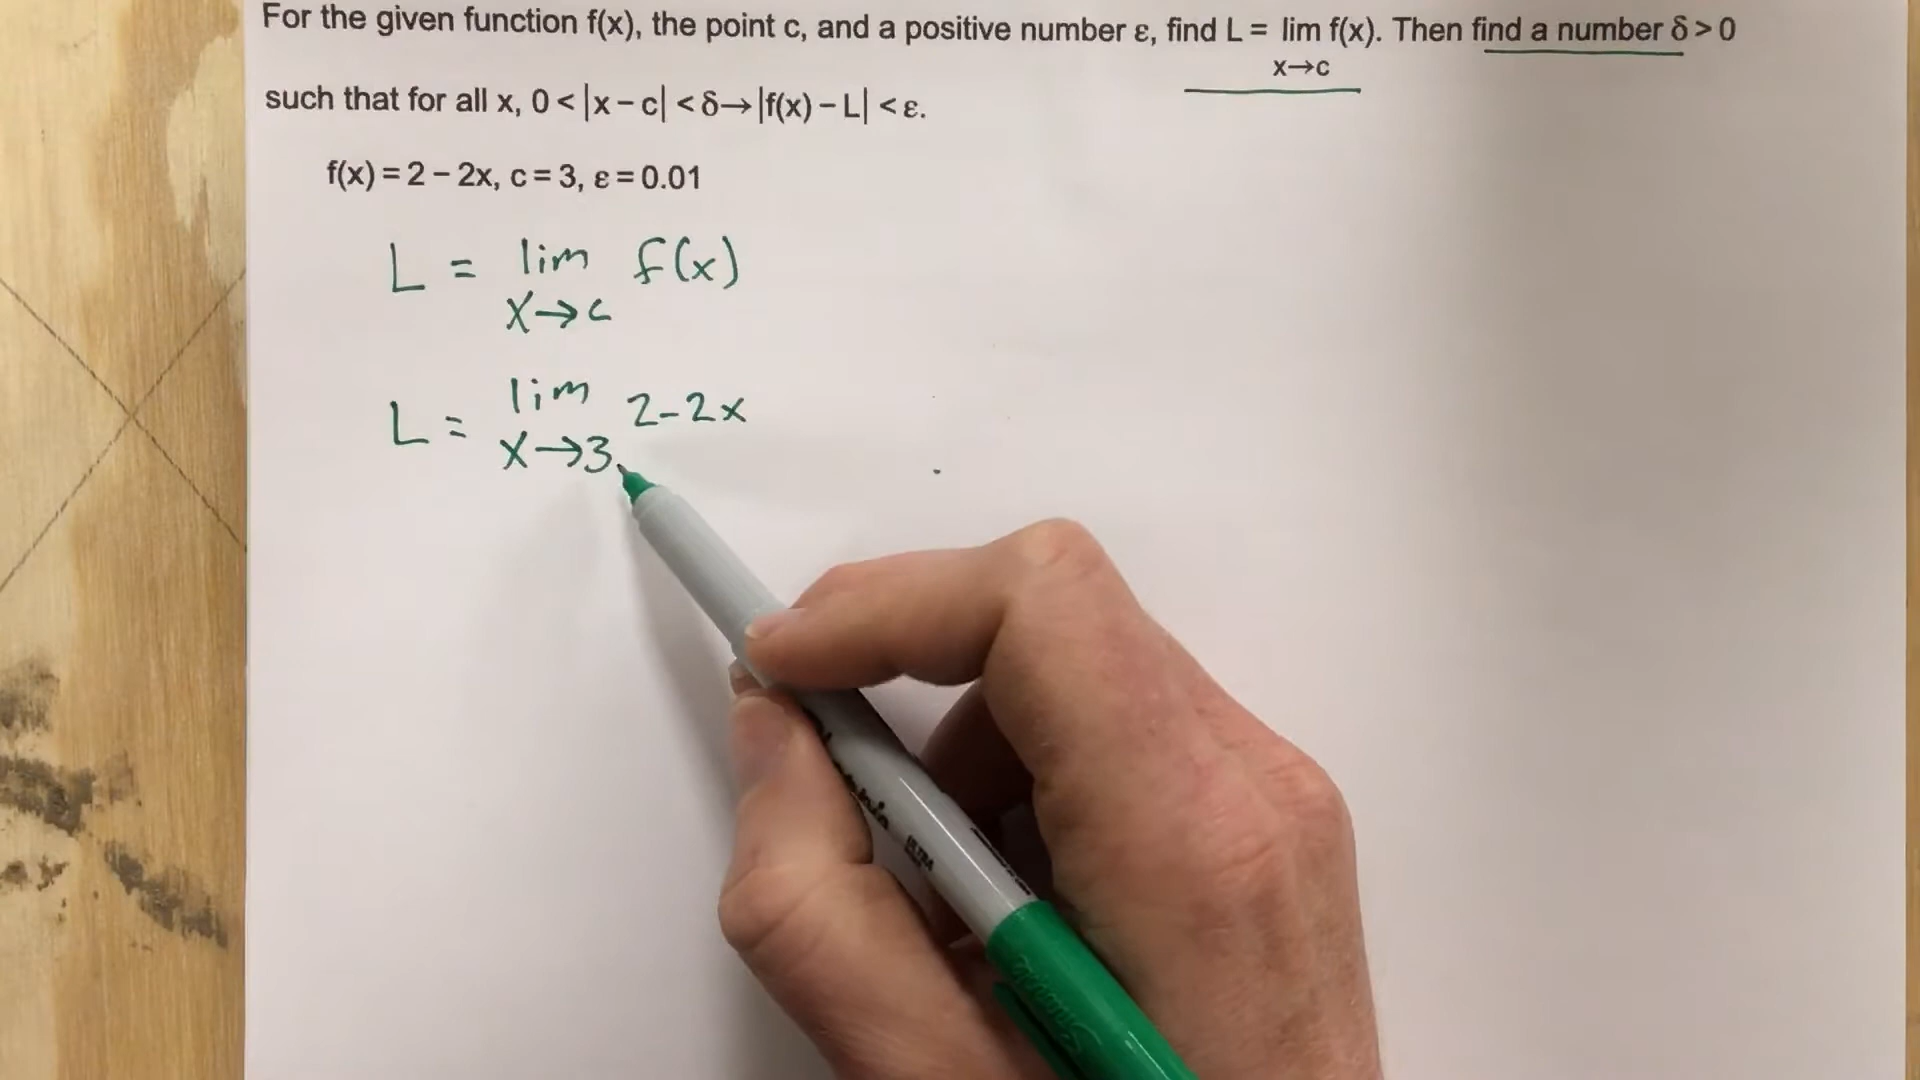 For the given function f(x), the point c, and a positive number ε, find L = lim f(x). Then find a number δ > 0
x→c
such that for all x, 0 < |x − c| < δ→|f(x) − L| < ε.
f(x) = 2 − 2x, c = 3, ε = 0.01
L = lim f(x)
x→c
L = lim 2-2x
x→3
ULTRA